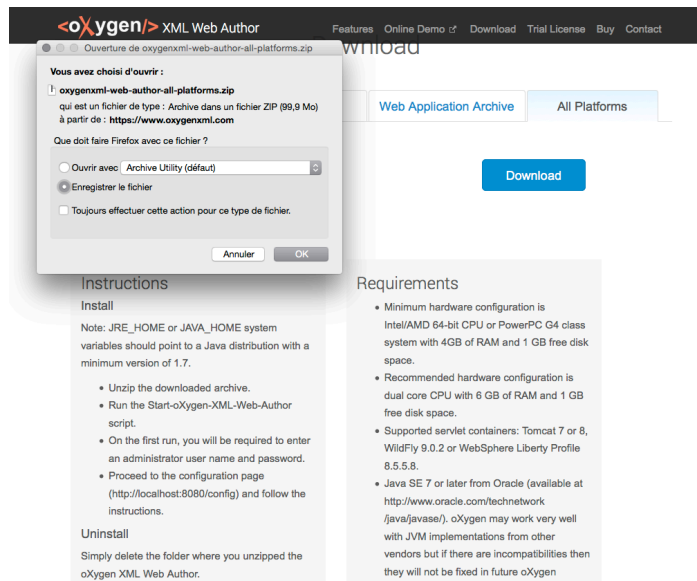 <oXygen/> XML Web Author
Features Online Demo Download Trial License Buy Contact
wnload
Ouverture de oxygenxml-web-author-all-platforms.zip
Vous avez choisi d'ouvrir :
oxygenxml-web-author-all-platforms.zip
qui est un fichier de type : Archive dans un fichier ZIP (99,9 Mo)
à partir de : https://www.oxygenxml.com
Que doit faire Firefox avec ce fichier ?
Ouvrir avec Archive Utility (défaut)
Enregistrer le fichier
Toujours effectuer cette action pour ce type de fichier.
Annuler OK
Web Application Archive All Platforms
Download
Instructions
Install
Note: JRE_HOME or JAVA_HOME system
variables should point to a Java distribution with a
minimum version of 1.7.
• Unzip the downloaded archive.
• Run the Start-oXygen-XML-Web-Author
script.
• On the first run, you will be required to enter
an administrator user name and password.
• Proceed to the configuration page
(http://localhost:8080/config) and follow the
instructions.
Uninstall
Simply delete the folder where you unzipped the
oXygen XML Web Author.
Requirements
• Minimum hardware configuration is
Intel/AMD 64-bit CPU or PowerPC G4 class
system with 4GB of RAM and 1 GB free disk
space.
• Recommended hardware configuration is
dual core CPU with 6 GB of RAM and 1 GB
free disk space.
• Supported servlet containers: Tomcat 7 or 8,
WildFly 9.0.2 or WebSphere Liberty Profile
8.5.5.8.
• Java SE 7 or later from Oracle (available at
http://www.oracle.com/technetwork
/java/javase/). oXygen may work very well
with JVM implementations from other
vendors but if there are incompatibilities then
they will not be fixed in future oXygen